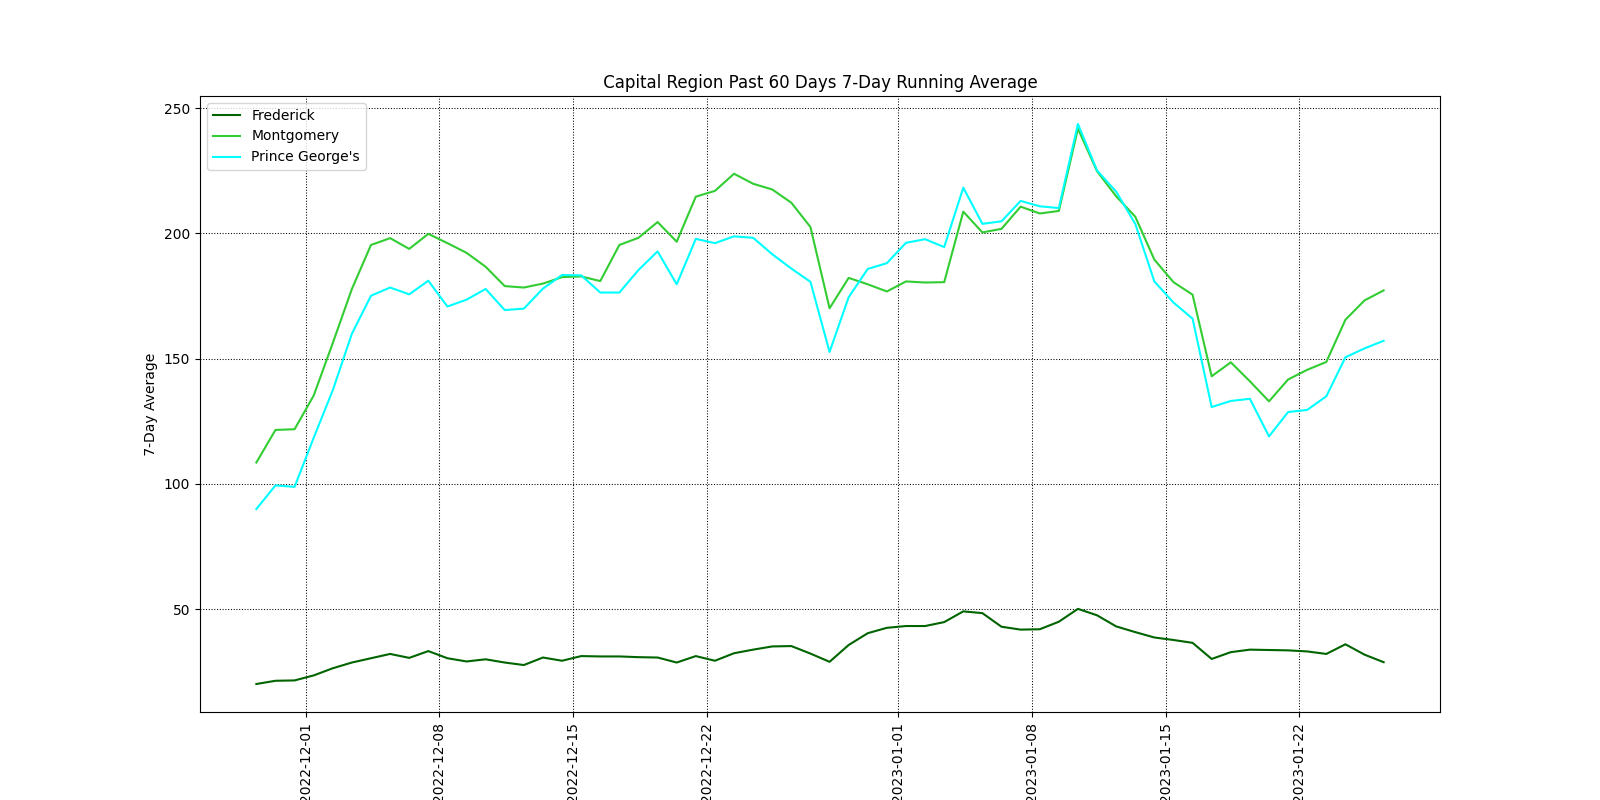 Capital Region Past 60 Days 7-Day Running Average
Frederick
Montgomery
Prince George's
7-Day Average
250
200
150
100
50
2022-12-01
2022-12-08
2022-12-15
2022-12-22
2023-01-01
2023-01-08
2023-01-15
2023-01-22